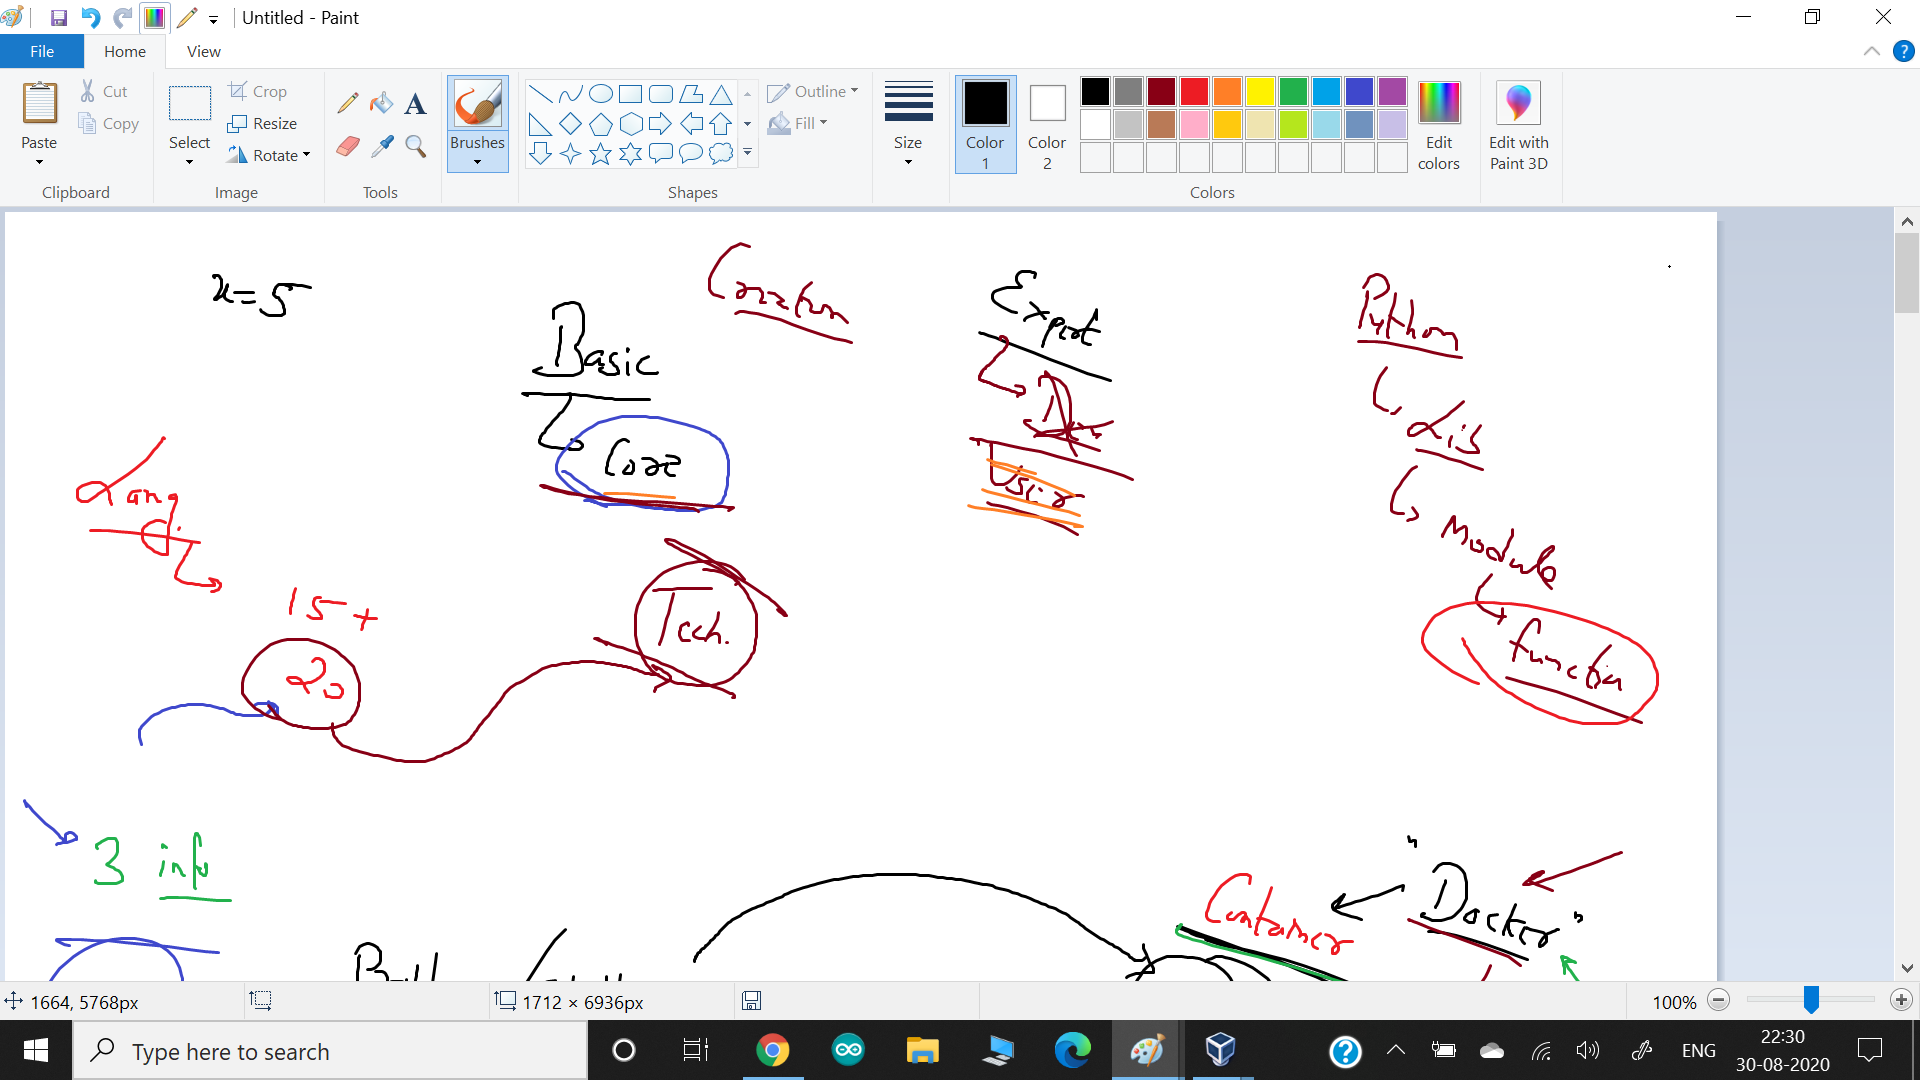 Untitled - Paint
File
Home
View
Paste
Cut
Copy
Clipboard
Select
Crop
Resize
Rotate
Image
Tools
Brushes
Shapes
Outline
Fill
Size
Color 1
Color 2
Edit colors
Colors
Edit with Paint 3D
x=5
Basic
Core
Creation
Expert
User
Python
Lib
Module
function
Lang.
15+
20
Tech.
3 info
Container
"Docker"
1664, 5768px
1712 × 6936px
100%
Type here to search
ENG
22:30
30-08-2020